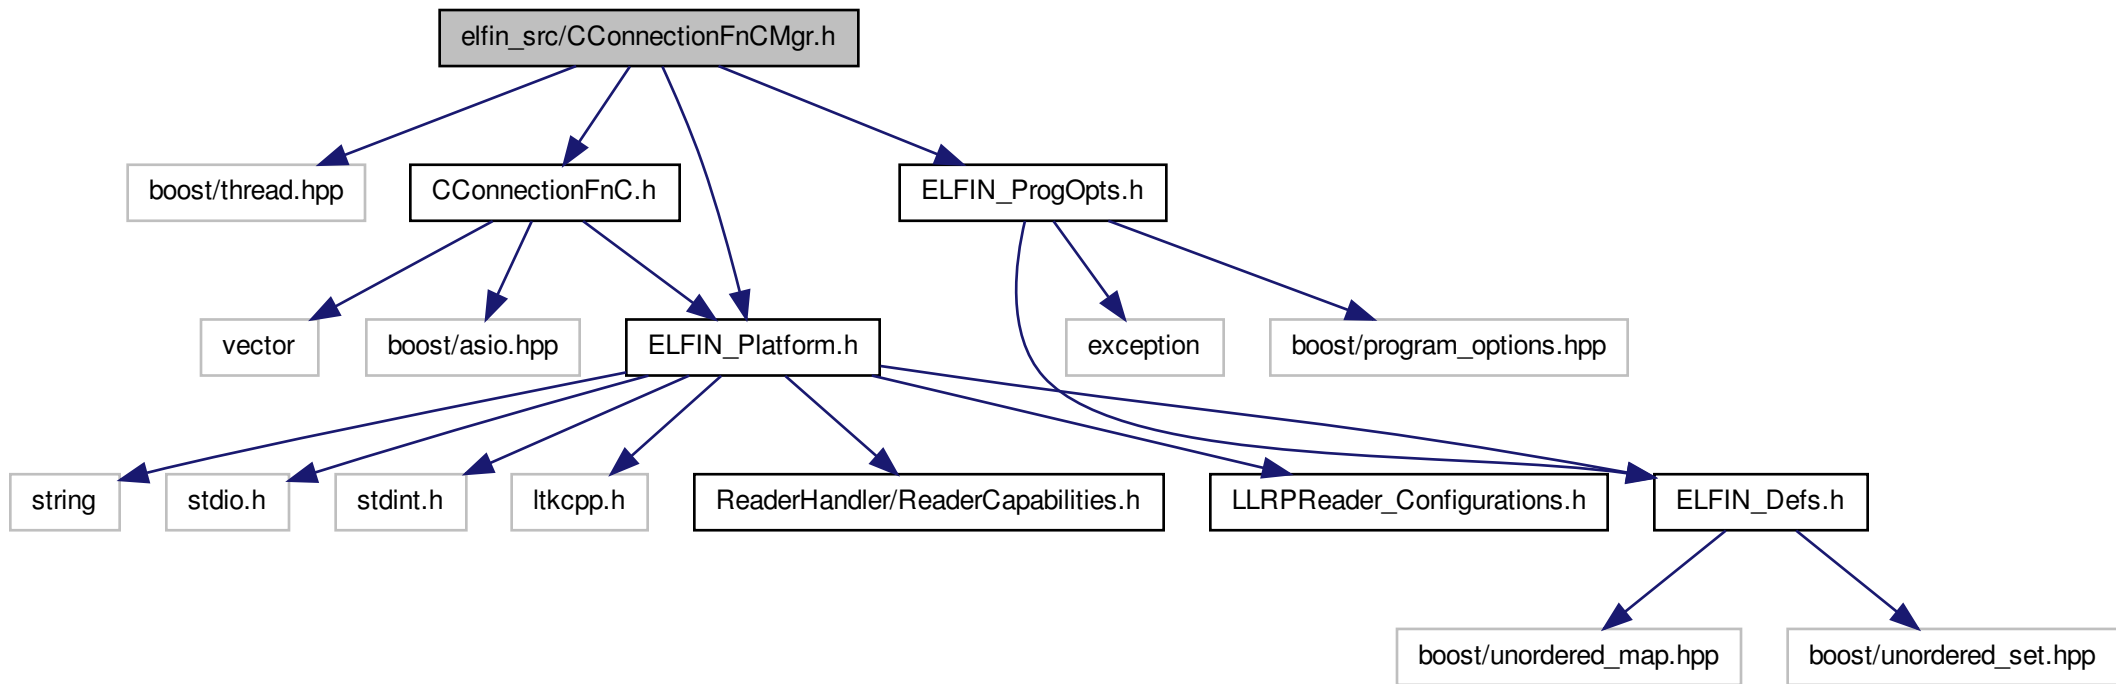 elfin_src/CConnectionFnCMgr.h
boost/thread.hpp
CConnectionFnC.h
ELFIN_ProgOpts.h
vector
boost/asio.hpp
ELFIN_Platform.h
exception
boost/program_options.hpp
string
stdio.h
stdint.h
ltkcpp.h
ReaderHandler/ReaderCapabilities.h
LLRPReader_Configurations.h
ELFIN_Defs.h
boost/unordered_map.hpp
boost/unordered_set.hpp